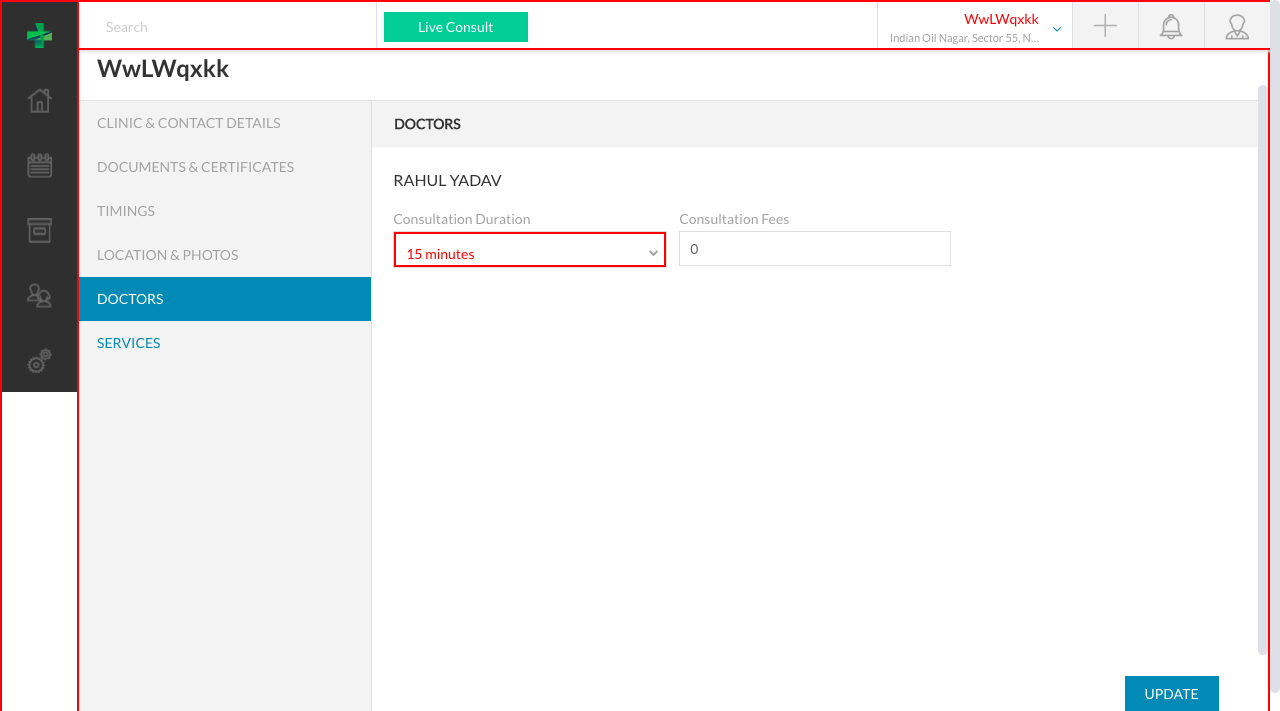 Search
Live Consult
WwLWqxkk
Indian Oil Nagar, Sector 55, N...
WwLWqxkk
CLINIC & CONTACT DETAILS
DOCUMENTS & CERTIFICATES
TIMINGS
LOCATION & PHOTOS
DOCTORS
SERVICES
DOCTORS
RAHUL YADAV
Consultation Duration
Consultation Fees
15 minutes
0
UPDATE